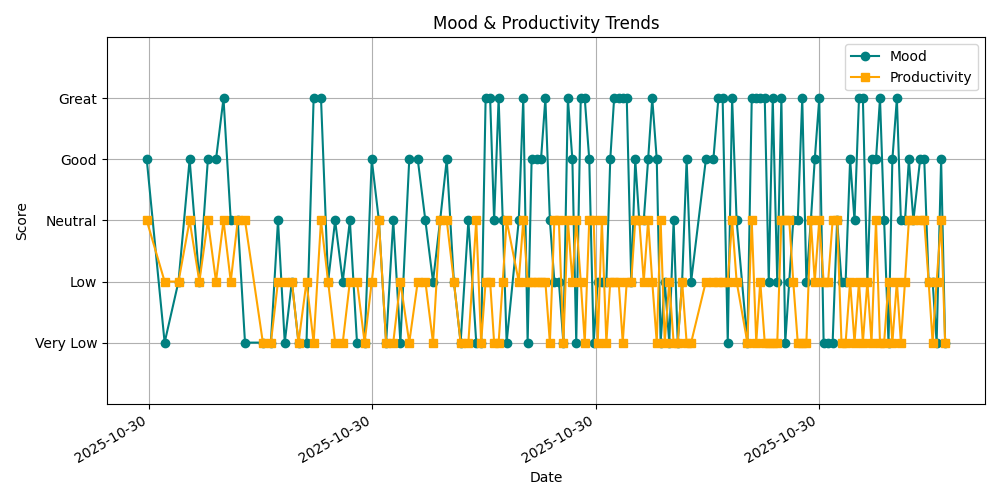 Mood & Productivity Trends
Mood
Productivity
Great
Good
Neutral
Low
Very Low
Score
2025-10-30
2025-10-30
2025-10-30
2025-10-30
Date